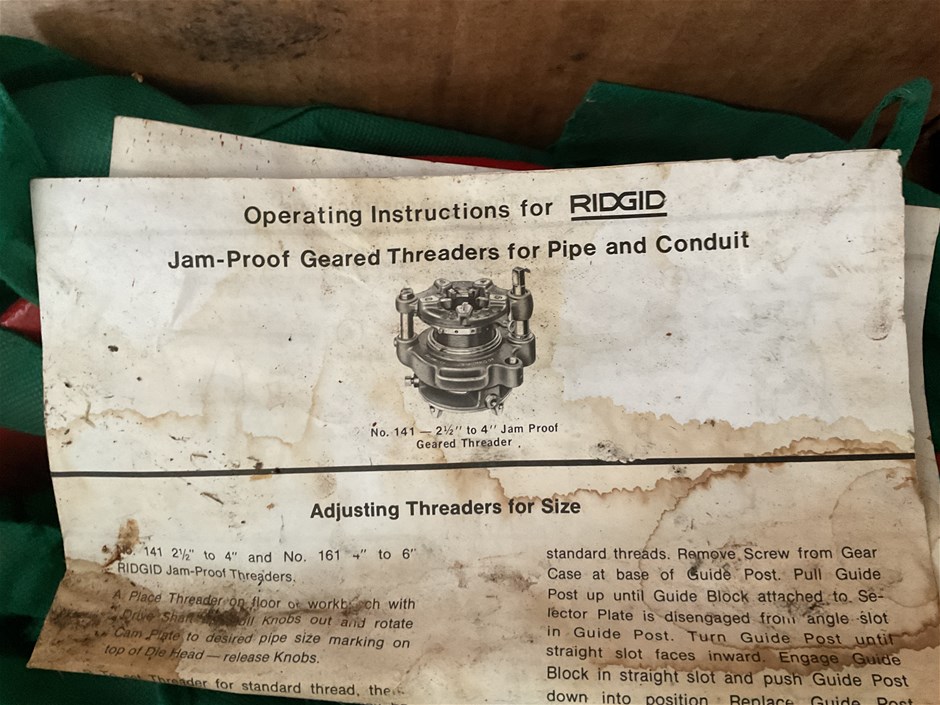 Operating Instructions for RIDGID
Jam-Proof Geared Threaders for Pipe and Conduit
No. 141 — 2½" to 4" Jam Proof
Geared Threader
Adjusting Threaders for Size
No. 141 2½" to 4" and No. 161 4" to 6"
RIDGID Jam-Proof Threaders.
A Place Threader on floor or workbench with
Drive Shaft Knobs out and rotate
Cam Plate to desired pipe size marking on
top of Die Head — release Knobs.
Threader for standard thread, the
standard threads. Remove Screw from Gear
Case at base of Guide Post. Pull Guide
Post up until Guide Block attached to Se-
lector Plate is disengaged from angle slot
in Guide Post. Turn Guide Post until
straight slot faces inward. Engage Guide
Block in straight slot and push Guide Post
down into position. Replace Guide Post